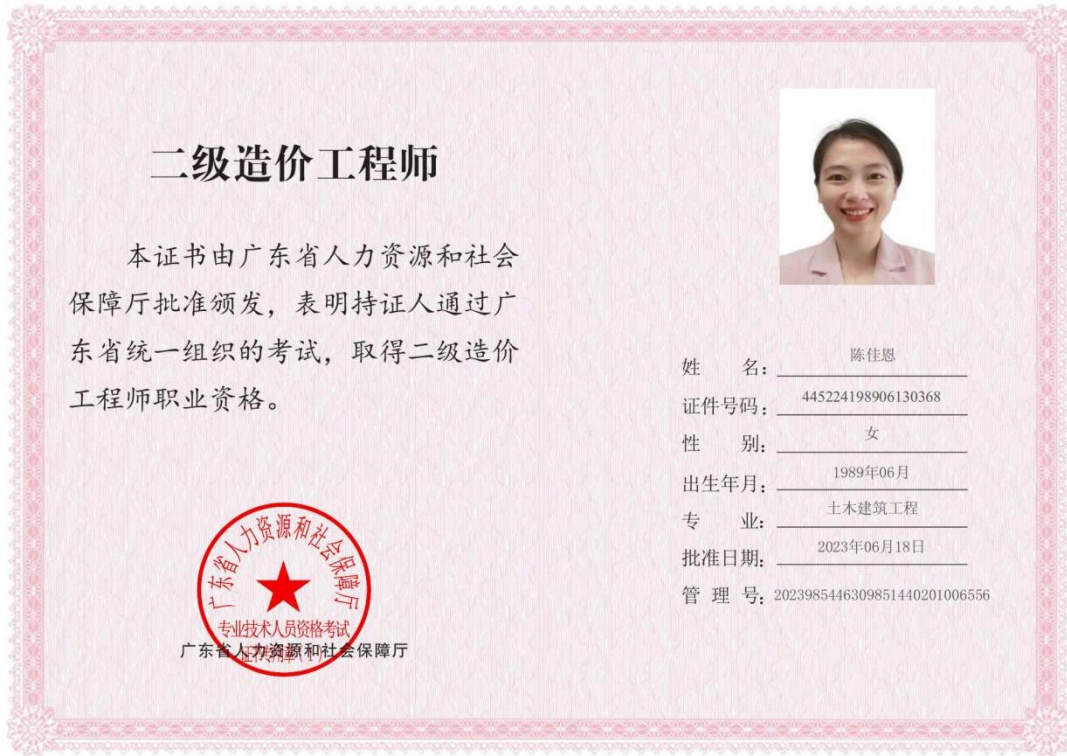 二级造价工程师
本证书由广东省人力资源和社会
保障厅批准颁发，表明持证人通过广
东省统一组织的考试，取得二级造价
工程师职业资格。
广东省人力资源和社会保障厅
专业技术人员资格考试
证书专用章（1）
广东省人力资源和社会保障厅
姓 名：陈佳恩
证件号码：445224198906130368
性 别：女
出生年月：1989年06月
专 业：土木建筑工程
批准日期：2023年06月18日
管 理 号：2023985446309851440201006556